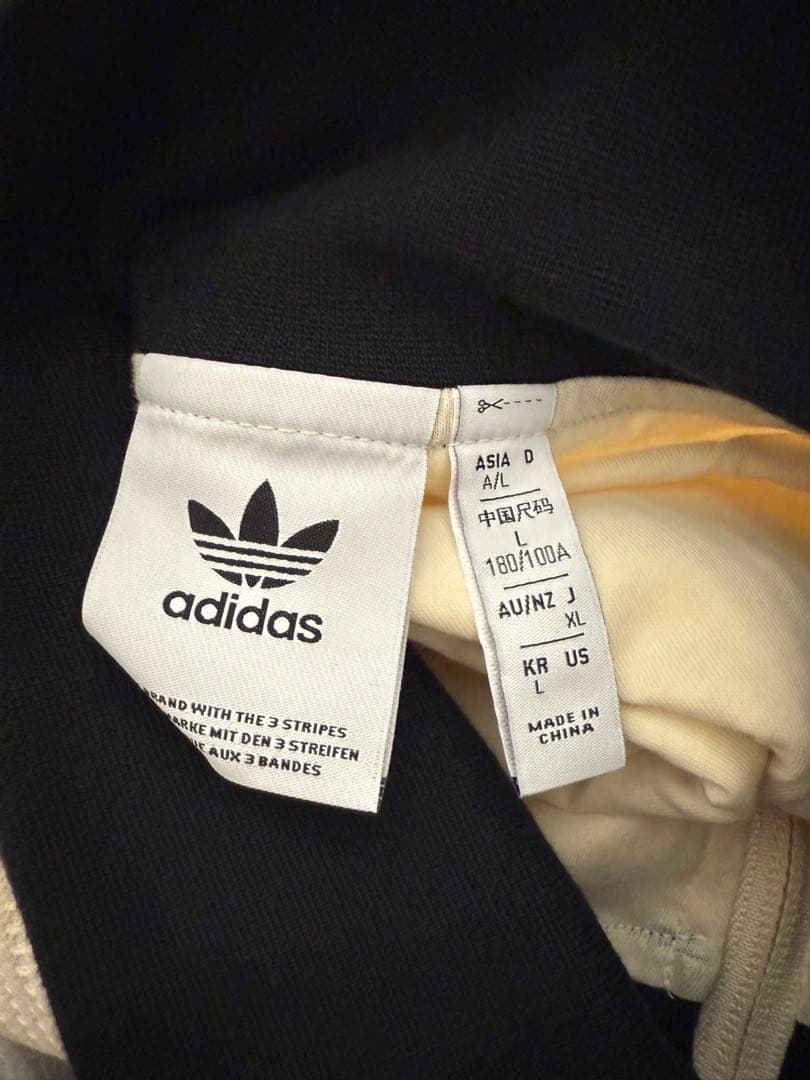 adidas
BRAND WITH THE 3 STRIPES
MARKE MIT DEN 3 STREIFEN
AUX 3 BANDES
ASIA D
A/L
中国尺码
L
180/100A
AU/NZ J
XL
KR US
L
MADE IN
CHINA